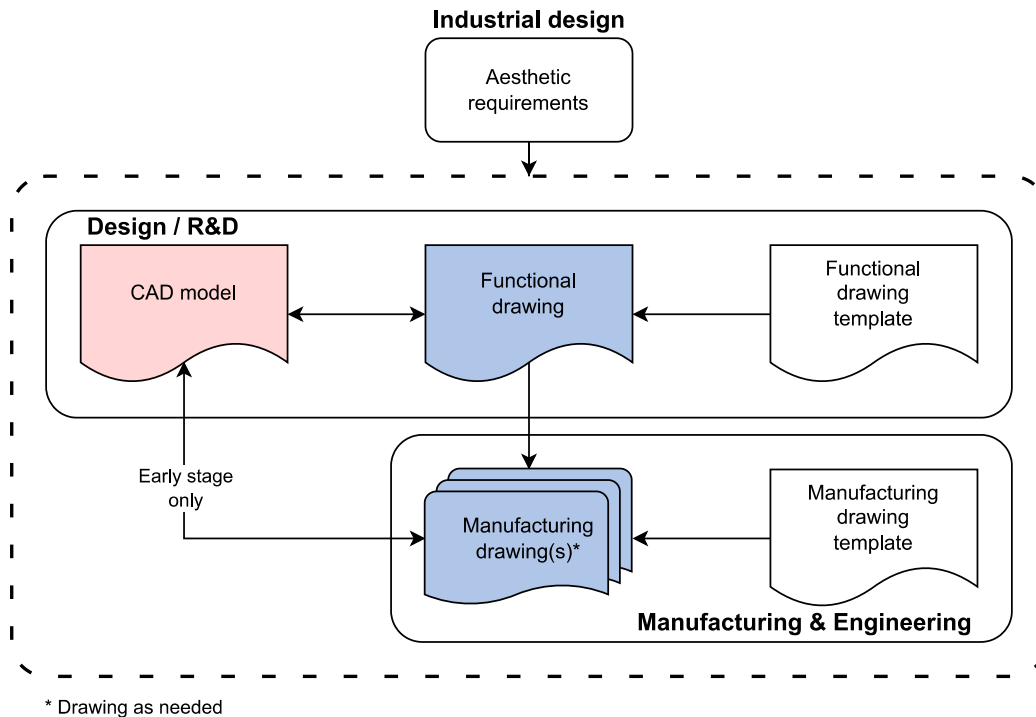 Industrial design
Aesthetic
requirements
Design / R&D
CAD model
Functional
drawing
Functional
drawing
template
Early stage
only
Manufacturing
drawing(s)*
Manufacturing
drawing
template
Manufacturing & Engineering
* Drawing as needed